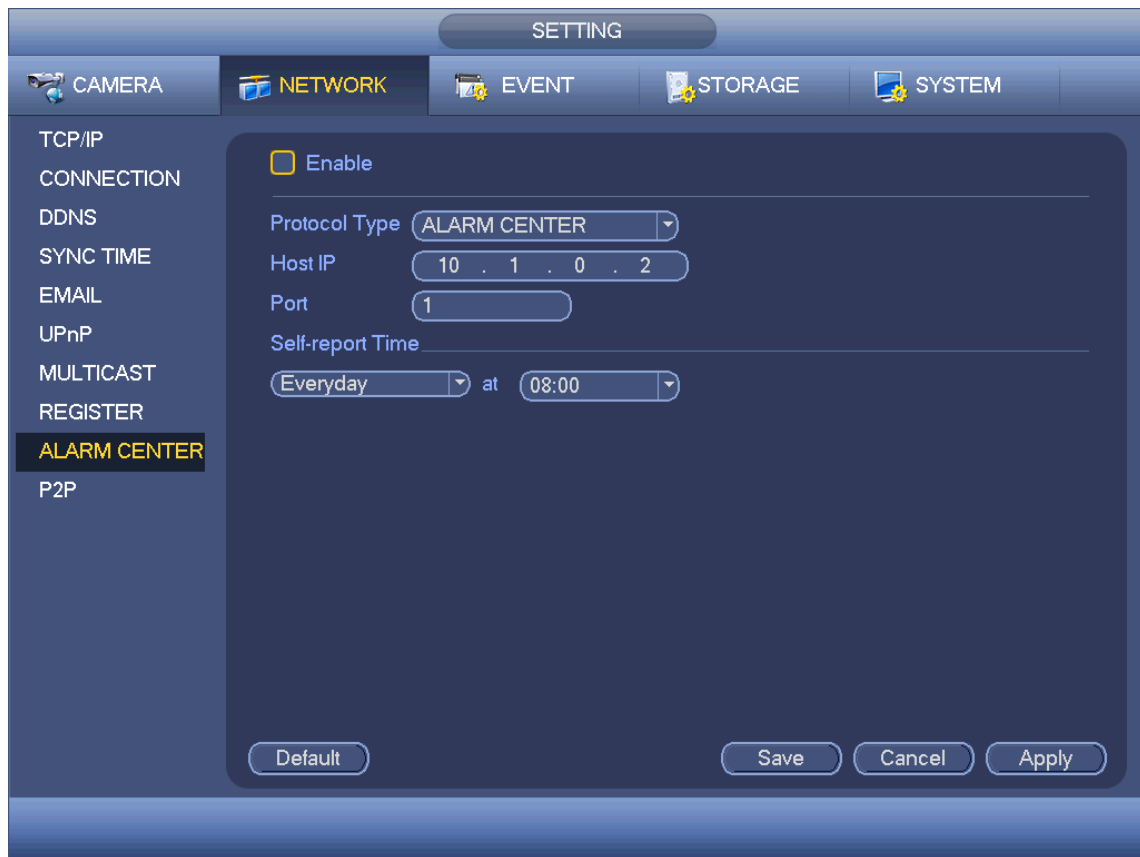 SETTING
CAMERA NETWORK EVENT STORAGE SYSTEM
TCP/IP
CONNECTION
DDNS
SYNC TIME
EMAIL
UPnP
MULTICAST
REGISTER
ALARM CENTER
P2P
Enable
Protocol Type ALARM CENTER
Host IP 10 . 1 . 0 . 2
Port 1
Self-report Time
Everyday at 08:00
Default Save Cancel Apply